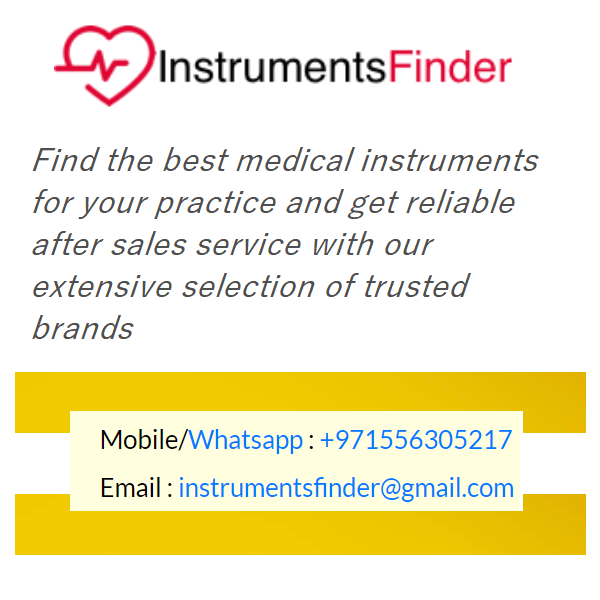 InstrumentsFinder
Find the best medical instruments
for your practice and get reliable
after sales service with our
extensive selection of trusted
brands
Mobile/Whatsapp : +971556305217
Email : instrumentsfinder@gmail.com